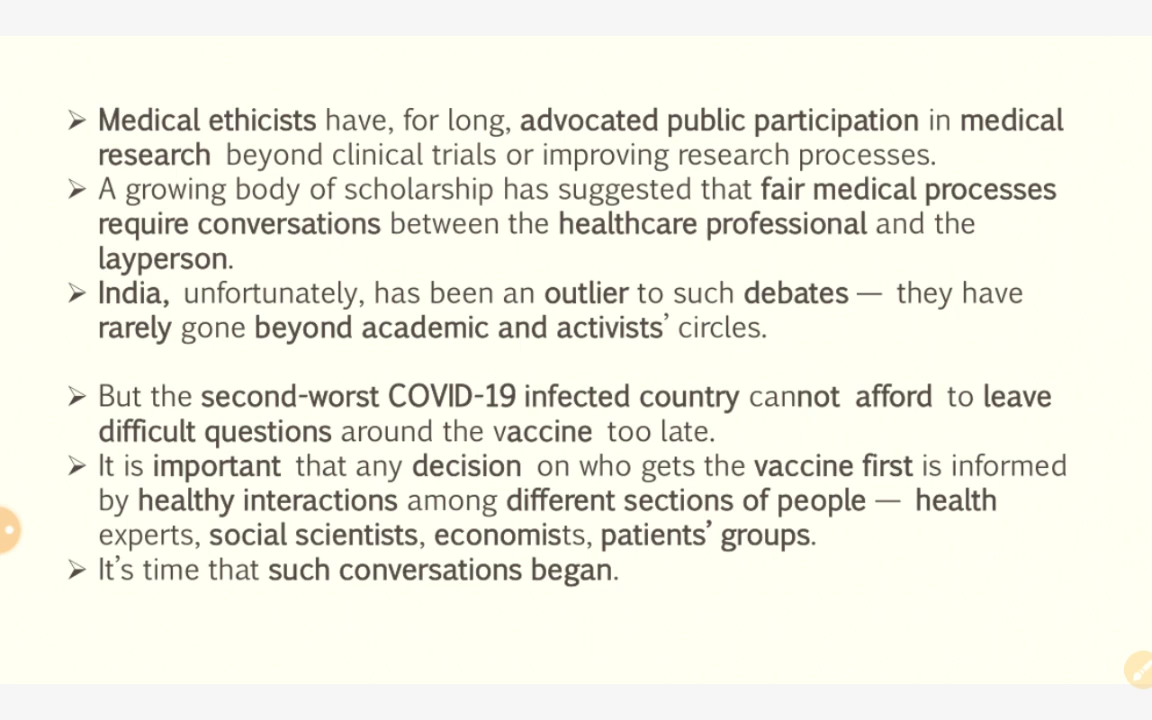 ➢ Medical ethicists have, for long, advocated public participation in medical
research beyond clinical trials or improving research processes.
➢ A growing body of scholarship has suggested that fair medical processes
require conversations between the healthcare professional and the
layperson.
➢ India, unfortunately, has been an outlier to such debates — they have
rarely gone beyond academic and activists’ circles.
➢ But the second-worst COVID-19 infected country cannot afford to leave
difficult questions around the vaccine too late.
➢ It is important that any decision on who gets the vaccine first is informed
by healthy interactions among different sections of people — health
experts, social scientists, economists, patients’ groups.
➢ It’s time that such conversations began.